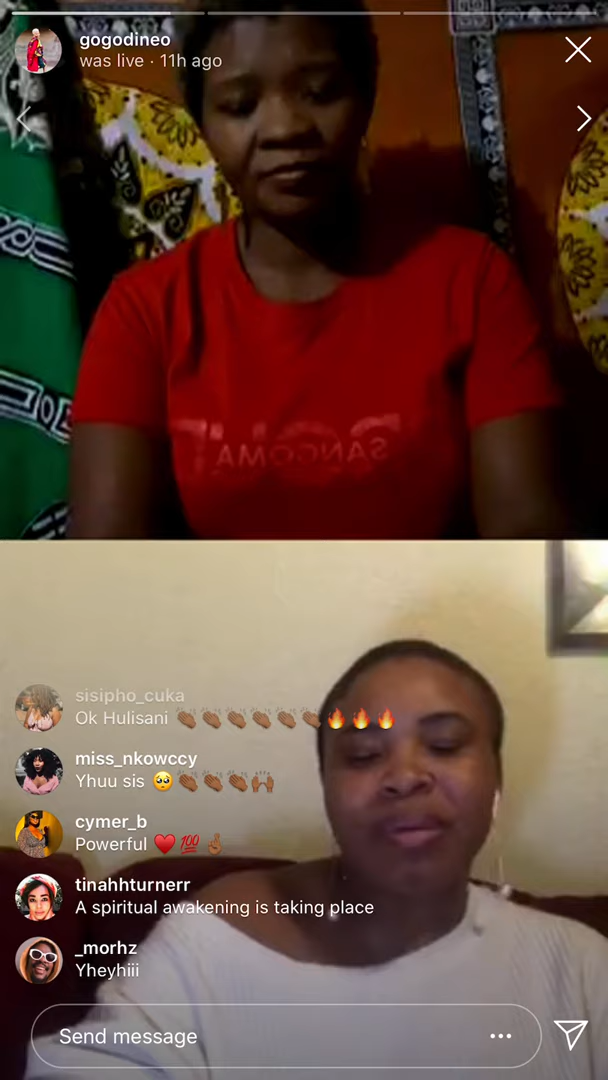 gogodineo
was live · 11h ago
SANGOMA
sisipho_cuka
Ok Hulisani 👏🏾👏🏾👏🏾👏🏾👏🏾👏🏾🔥🔥🔥
miss_nkowccy
Yhuu sis 🥺👏🏾👏🏾👏🏾🙌🏾
cymer_b
Powerful ❤️💯🤞🏾
tinahhturnerr
A spiritual awakening is taking place
_morhz
Yheyhiii
Send message